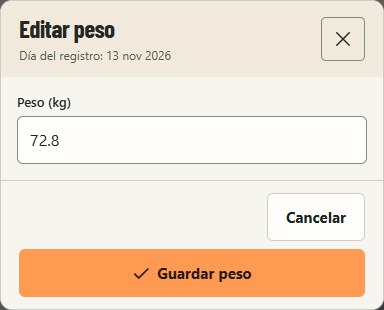 Editar peso
Día del registro: 13 nov 2026
Peso (kg)
72.8
Cancelar
Guardar peso